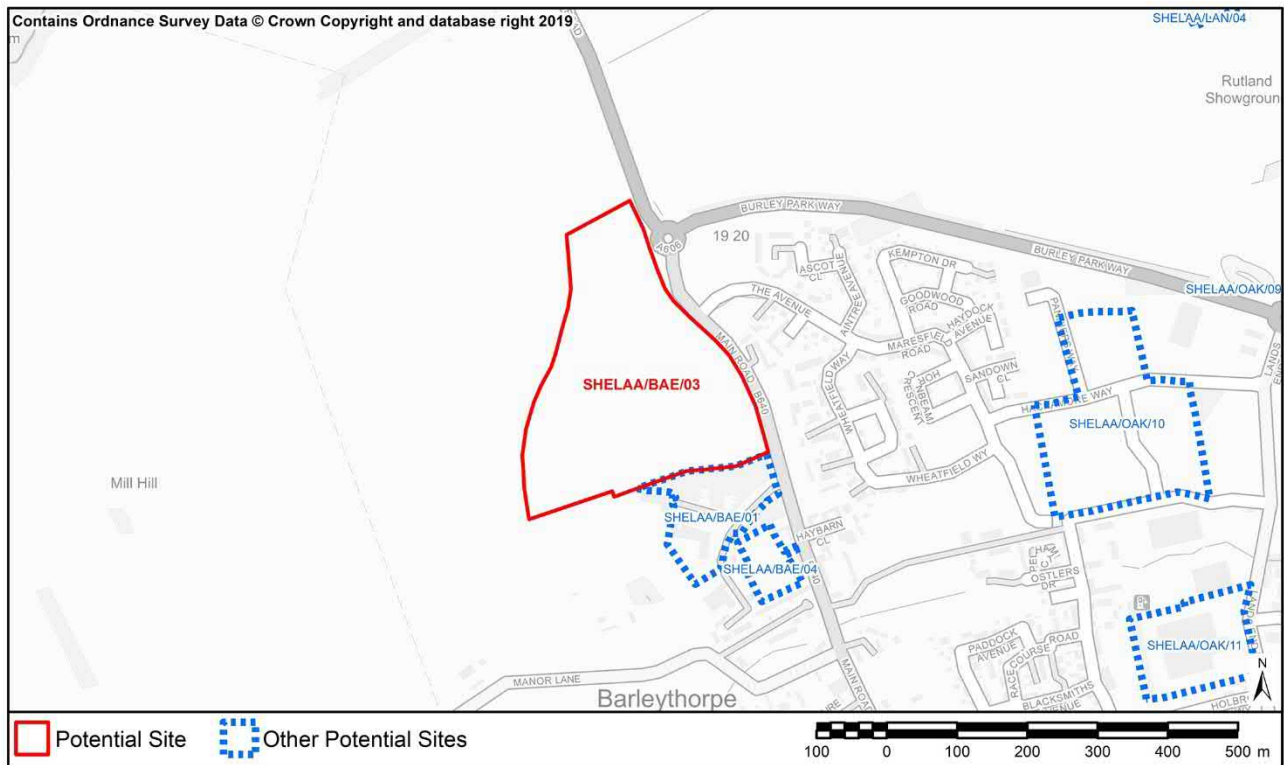 Contains Ordnance Survey Data © Crown Copyright and database right 2019
SHELAA/LAN/04
Rutland
Showgroun
BURLEY PARK WAY
19 20
A606
ASCOT
CL
AINTREE AVENUE
KEMPTON DR
BURLEY PARK WAY
THE AVENUE
GOODWOOD
ROAD
HAYDOCK
AVENUE
SHELAA/OAK/09
MARESFIELD
ROAD
MAIN ROAD B640
SANDOWN
CL
SHELAA/BAE/03
WHEATFIELD WAY
CRESCENT
SHELAA/OAK/10
WHEATFIELD WY
Mill Hill
SHELAA/BAE/01
HAYBARN
CL
SHELAA/BAE/04
OSTLERS
DR
PADDOCK
AVENUE
RACECOURSE ROAD
SHELAA/OAK/11
MANOR LANE
BLACKSMITHS
AVENUE
MAIN ROAD
Barleythorpe
N
Potential Site
Other Potential Sites
100 0 100 200 300 400 500 m